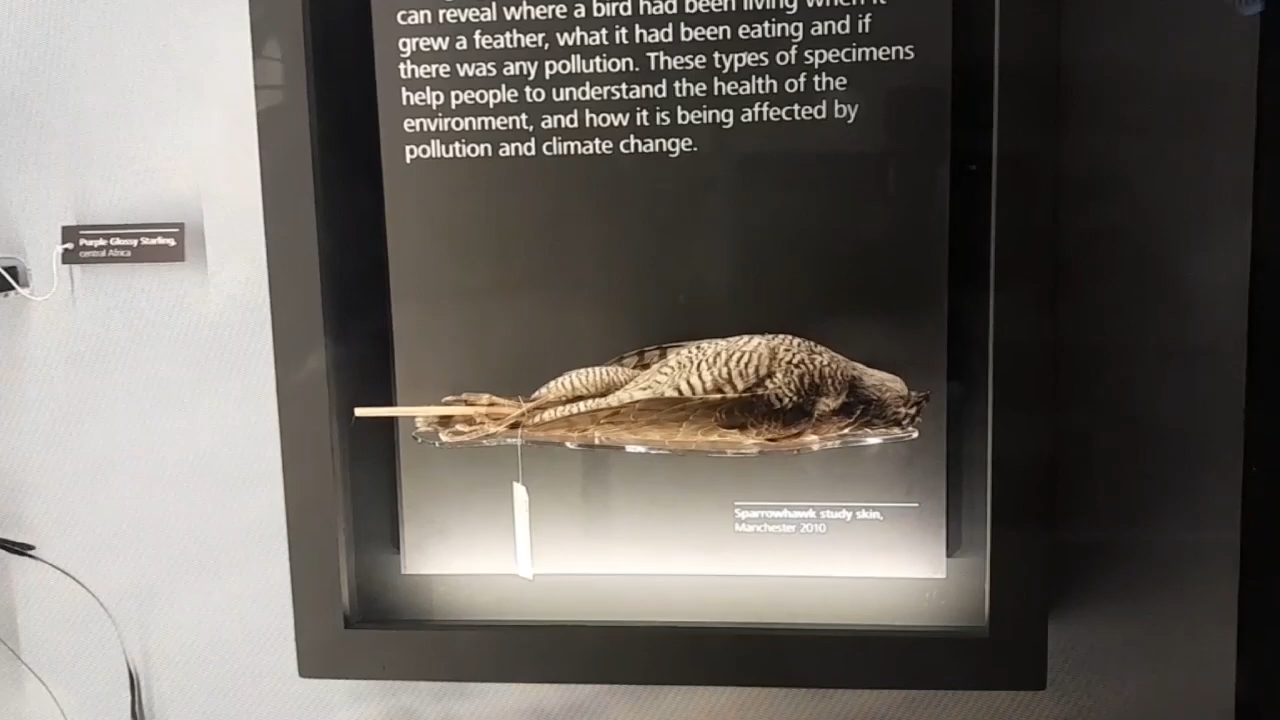 can reveal where a bird had been living when it
grew a feather, what it had been eating and if
there was any pollution. These types of specimens
help people to understand the health of the
environment, and how it is being affected by
pollution and climate change.
Purple Glossy Starling,
central Africa
Sparrowhawk study skin,
Manchester 2010